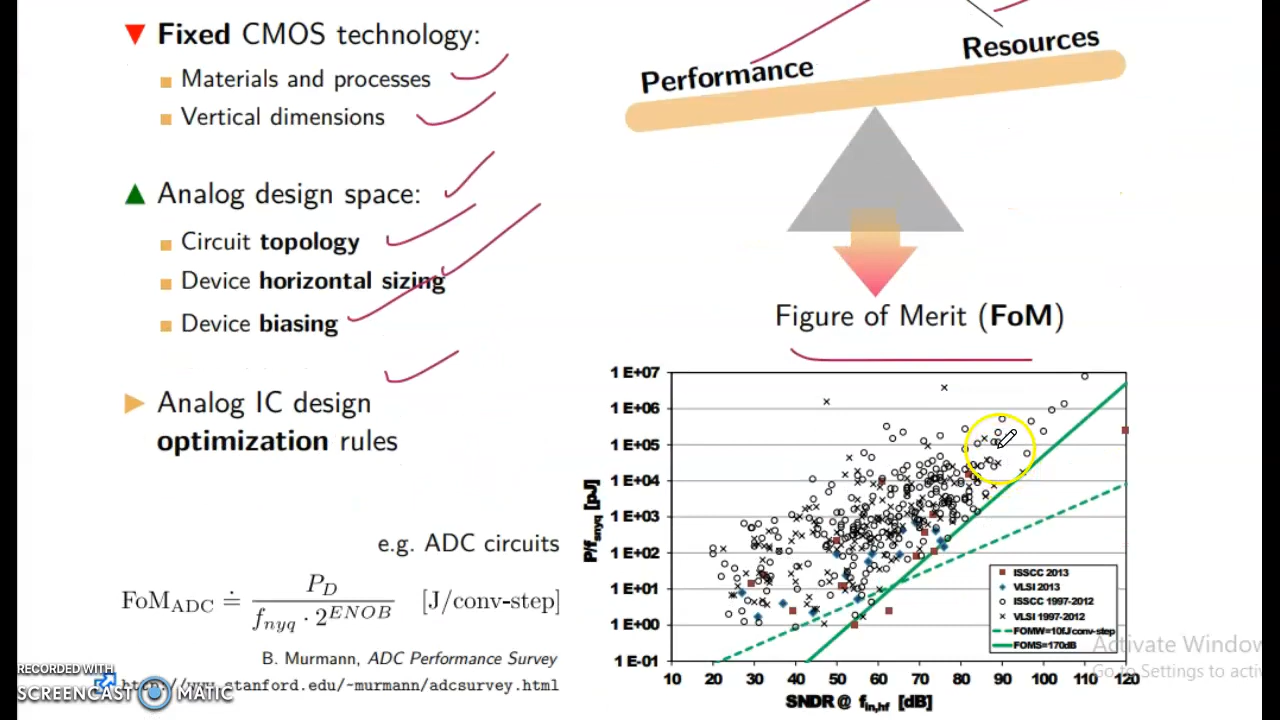 Fixed CMOS technology:
Materials and processes
Vertical dimensions
Analog design space:
Circuit topology
Device horizontal sizing
Device biasing
Analog IC design
optimization rules
e.g. ADC circuits
FoM_ADC ≐ P_D / (f_nyq · 2^ENOB) [J/conv-step]
B. Murmann, ADC Performance Survey
http://www.stanford.edu/~murmann/adcsurvey.html
RECORDED WITH
SCREENCAST MATIC
Performance
Resources
Figure of Merit (FoM)
1 E+07
1 E+06
1 E+05
1 E+04
1 E+03
1 E+02
1 E+01
1 E+00
1 E-01
P/f_snyq [pJ]
10 20 30 40 50 60 70 80 90 100 110 120
SNDR @ f_in,hf [dB]
ISSCC 2013
VLSI 2013
ISSCC 1997-2012
VLSI 1997-2012
FOMW=10fJ/conv-step
FOMS=170dB
Activate Window
Go to Settings to activ